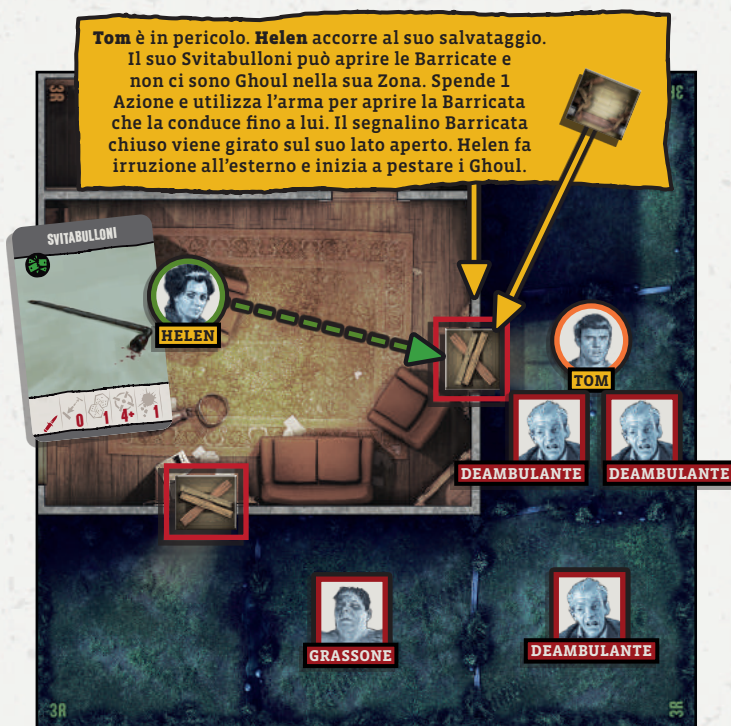 Tom è in pericolo. Helen accorre al suo salvataggio.
Il suo Svitabulloni può aprire le Barricate e
non ci sono Ghoul nella sua Zona. Spende 1
Azione e utilizza l'arma per aprire la Barricata
che la conduce fino a lui. Il segnalino Barricata
chiuso viene girato sul suo lato aperto. Helen fa
irruzione all'esterno e inizia a pestare i Ghoul.
3R
3R
SVITABULLONI
HELEN
0 1 4+ 1
TOM
DEAMBULANTE
DEAMBULANTE
GRASSONE
DEAMBULANTE
3R
3R